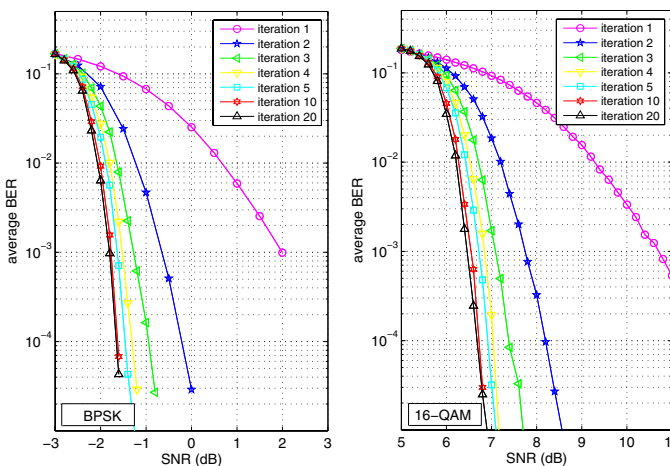 iteration 1
iteration 2
iteration 3
iteration 4
iteration 5
iteration 10
iteration 20
10^−1
10^−2
10^−3
10^−4
average BER
BPSK
−3 −2 −1 0 1 2 3
SNR (dB)
iteration 1
iteration 2
iteration 3
iteration 4
iteration 5
iteration 10
iteration 20
10^−1
10^−2
10^−3
10^−4
average BER
16−QAM
5 6 7 8 9 10 11
SNR (dB)